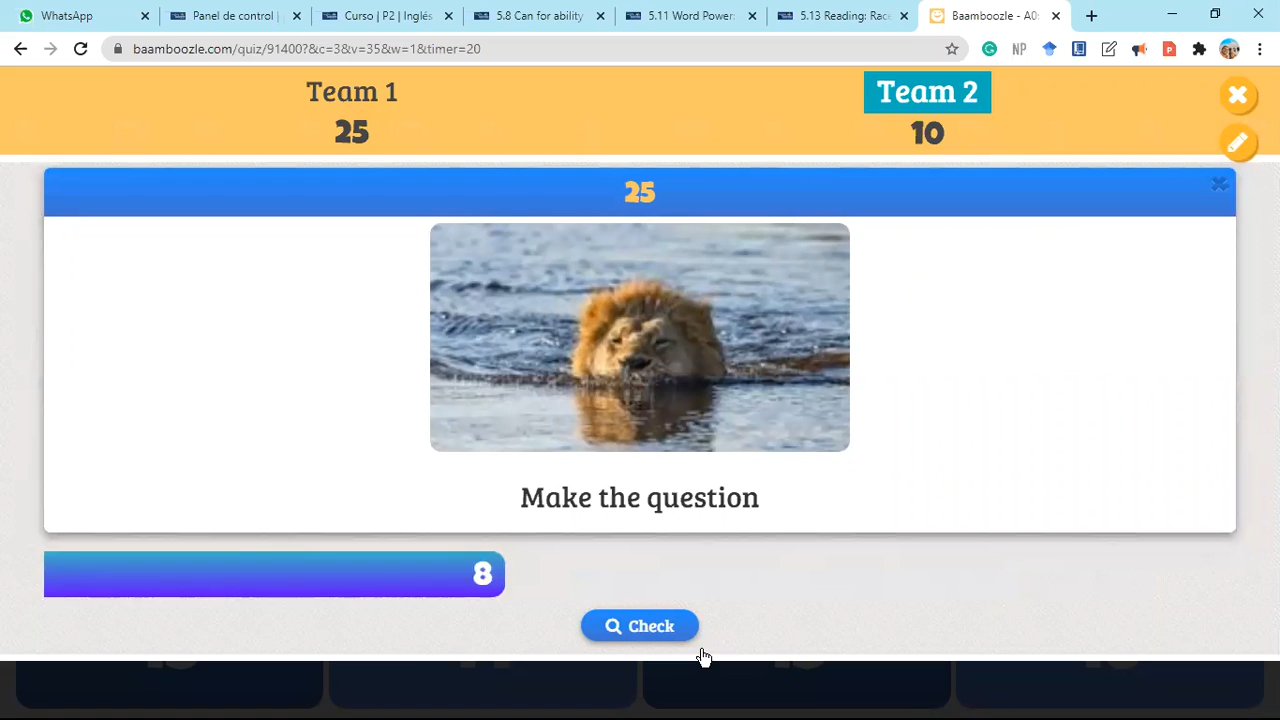 WhatsApp
Panel de control
Curso | P2 | Inglés
5.8 Can for ability
5.11 Word Power:
5.13 Reading: Race
Baamboozle - A0:
baamboozle.com/quiz/91400?&c=3&v=35&w=1&timer=20
NP
Team 1
Team 2
25
10
25
Make the question
8
Check